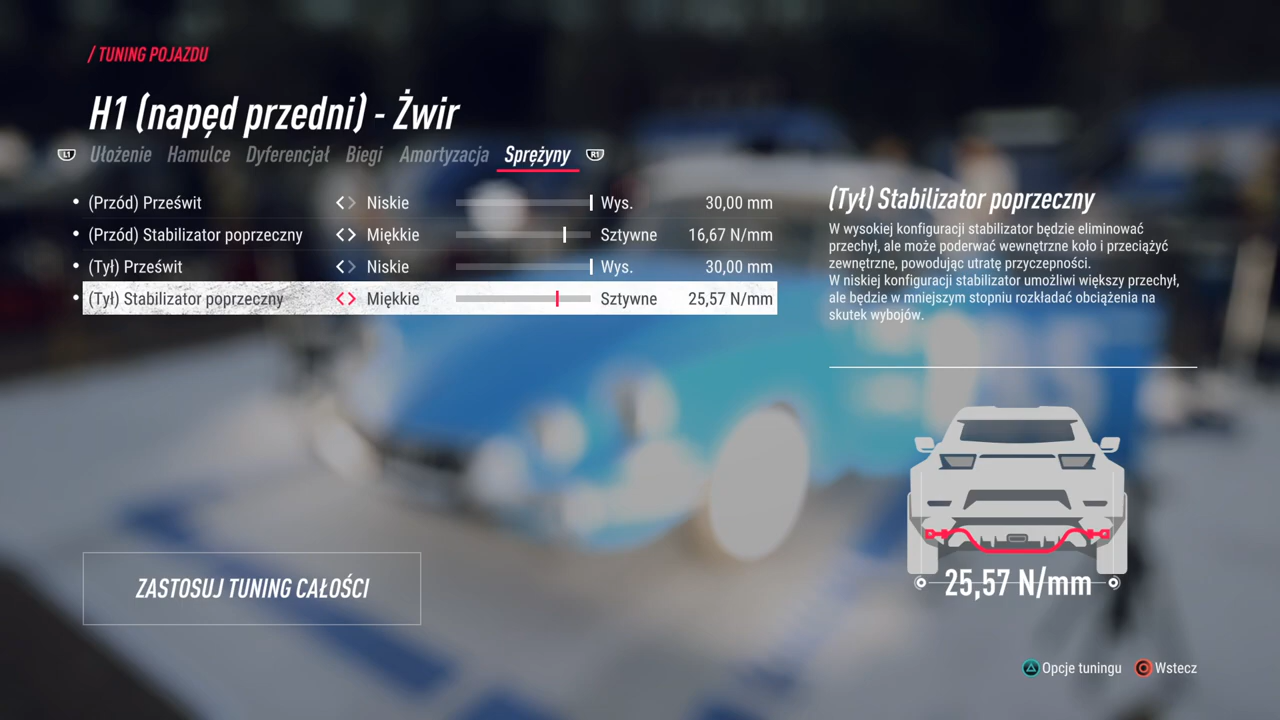 / TUNING POJAZDU
H1 (napęd przedni) - Żwir
L1 Ułożenie Hamulce Dyferencjał Biegi Amortyzacja Sprężyny R1
• (Przód) Prześwit <> Niskie Wys. 30,00 mm
• (Przód) Stabilizator poprzeczny <> Miękkie Sztywne 16,67 N/mm
• (Tył) Prześwit <> Niskie Wys. 30,00 mm
• (Tył) Stabilizator poprzeczny <> Miękkie Sztywne 25,57 N/mm
(Tył) Stabilizator poprzeczny
W wysokiej konfiguracji stabilizator będzie eliminować
przechył, ale może poderwać wewnętrzne koło i przeciążyć
zewnętrzne, powodując utratę przyczepności.
W niskiej konfiguracji stabilizator umożliwi większy przechył,
ale będzie w mniejszym stopniu rozkładać obciążenia na
skutek wybojów.
25,57 N/mm
ZASTOSUJ TUNING CAŁOŚCI
Opcje tuningu Wstecz